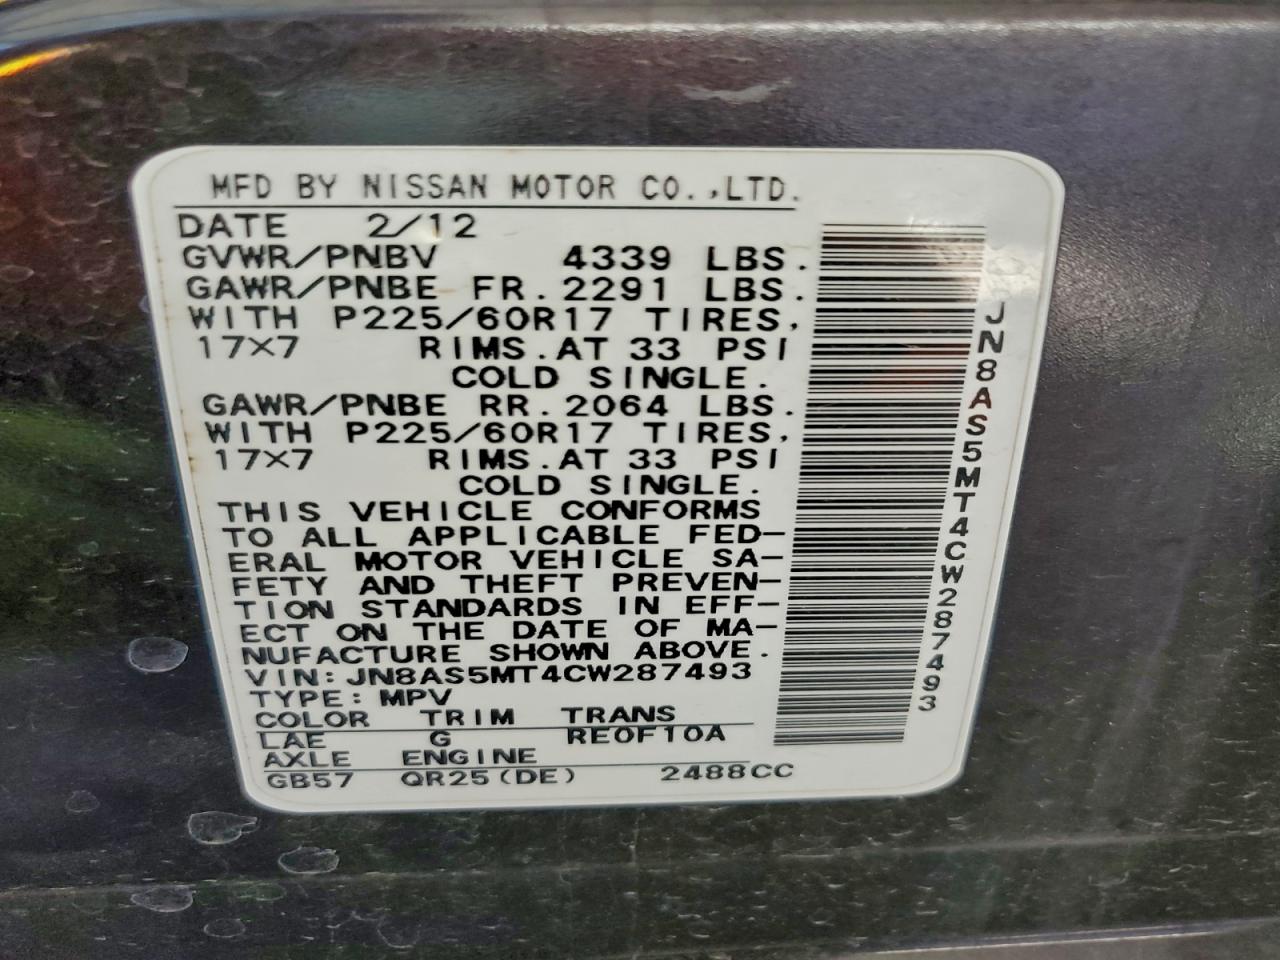 MFD BY NISSAN MOTOR CO.,LTD.
DATE 2/12
GVWR/PNBV 4339 LBS.
GAWR/PNBE FR. 2291 LBS.
WITH P225/60R17 TIRES,
17×7 RIMS. AT 33 PSI
COLD SINGLE.
GAWR/PNBE RR. 2064 LBS.
WITH P225/60R17 TIRES,
17×7 RIMS. AT 33 PSI
COLD SINGLE.
THIS VEHICLE CONFORMS
TO ALL APPLICABLE FED-
ERAL MOTOR VEHICLE SA-
FETY AND THEFT PREVEN-
TION STANDARDS IN EFF-
ECT ON THE DATE OF MA-
NUFACTURE SHOWN ABOVE.
VIN: JN8AS5MT4CW287493
TYPE: MPV
COLOR TRIM TRANS
LAE G RE0F10A
AXLE ENGINE
GB57 QR25(DE) 2488CC
JN8AS5MT4CW287493